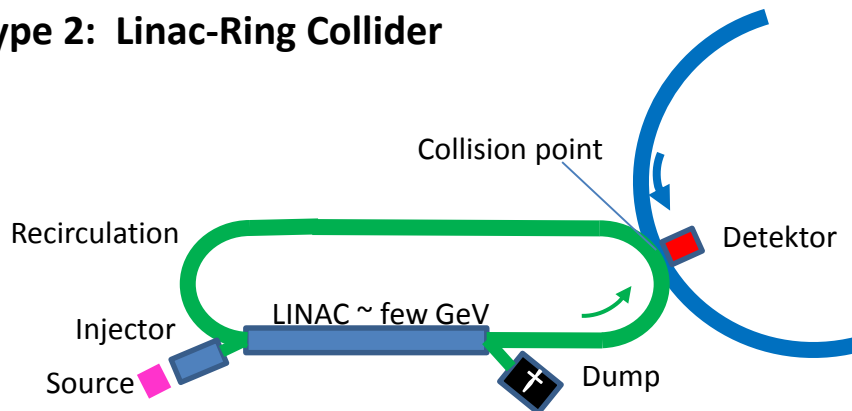 ype 2: Linac-Ring Collider
Collision point
Recirculation
Detektor
LINAC ~ few GeV
Injector
Source
Dump